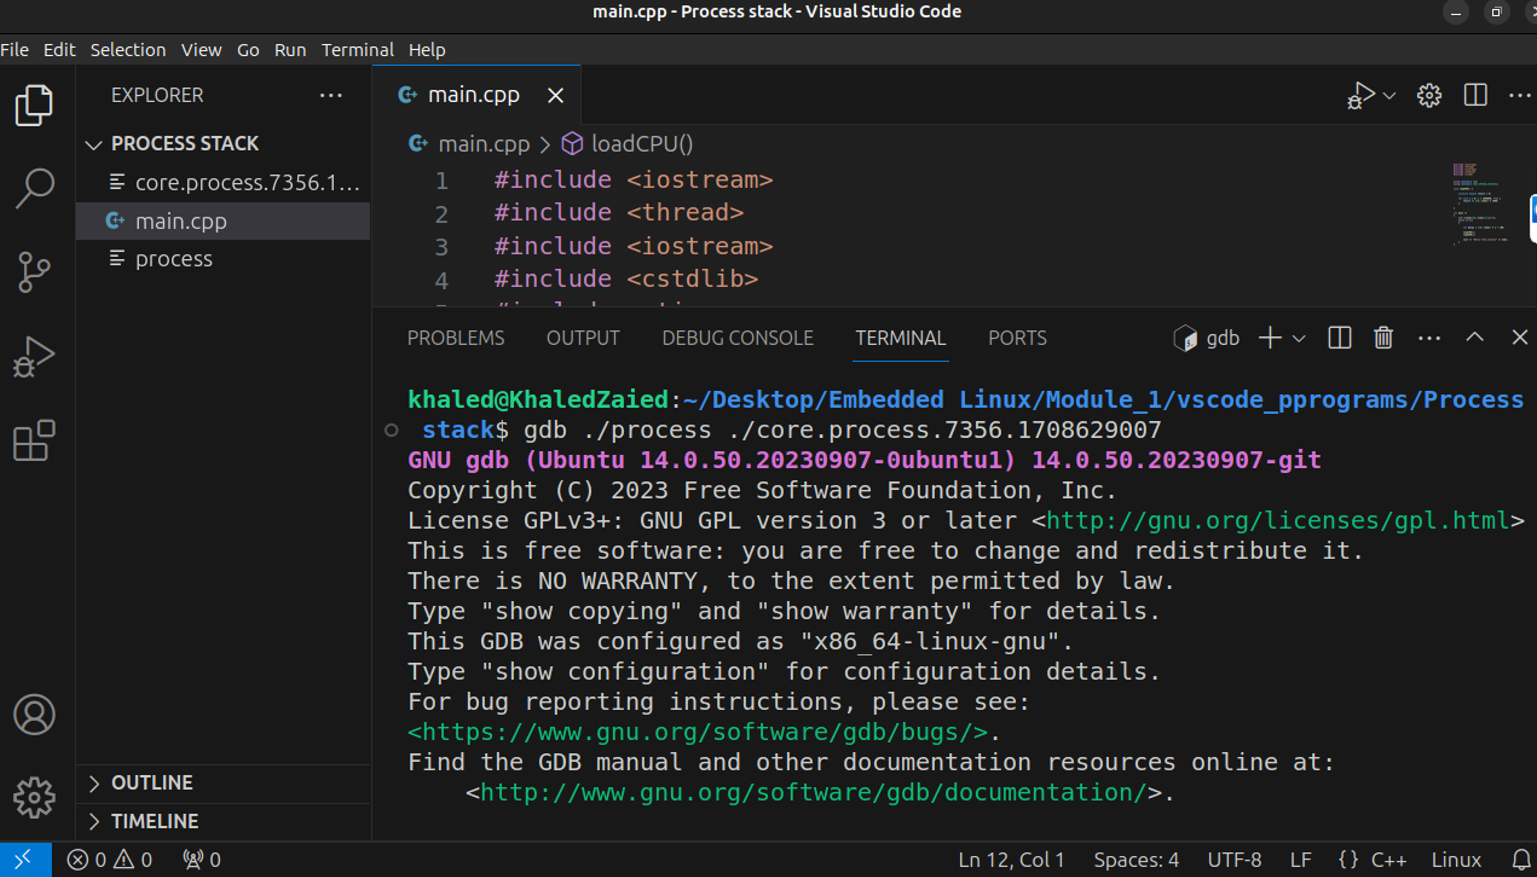 main.cpp - Process stack - Visual Studio Code
File Edit Selection View Go Run Terminal Help
EXPLORER
PROCESS STACK
core.process.7356.1...
main.cpp
process
OUTLINE
TIMELINE
main.cpp
main.cpp > loadCPU()
1 #include <iostream>
2 #include <thread>
3 #include <iostream>
4 #include <cstdlib>
PROBLEMS OUTPUT DEBUG CONSOLE TERMINAL PORTS gdb
khaled@KhaledZaied:~/Desktop/Embedded Linux/Module_1/vscode_pprograms/Process
stack$ gdb ./process ./core.process.7356.1708629007
GNU gdb (Ubuntu 14.0.50.20230907-0ubuntu1) 14.0.50.20230907-git
Copyright (C) 2023 Free Software Foundation, Inc.
License GPLv3+: GNU GPL version 3 or later <http://gnu.org/licenses/gpl.html>
This is free software: you are free to change and redistribute it.
There is NO WARRANTY, to the extent permitted by law.
Type "show copying" and "show warranty" for details.
This GDB was configured as "x86_64-linux-gnu".
Type "show configuration" for configuration details.
For bug reporting instructions, please see:
<https://www.gnu.org/software/gdb/bugs/>.
Find the GDB manual and other documentation resources online at:
<http://www.gnu.org/software/gdb/documentation/>.
0 0 0 Ln 12, Col 1 Spaces: 4 UTF-8 LF {} C++ Linux